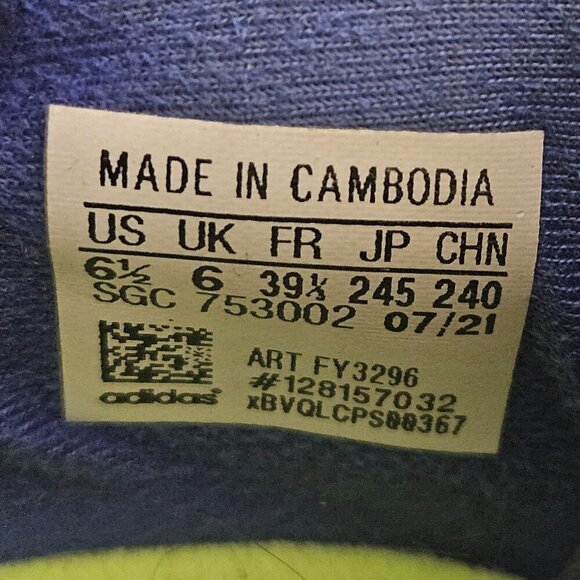 MADE IN CAMBODIA
US UK FR JP CHN
6½ 6 39⅓ 245 240
SGC 753002 07/21
ART FY3296
#128157032
adidas®
xBVQLCPS00367